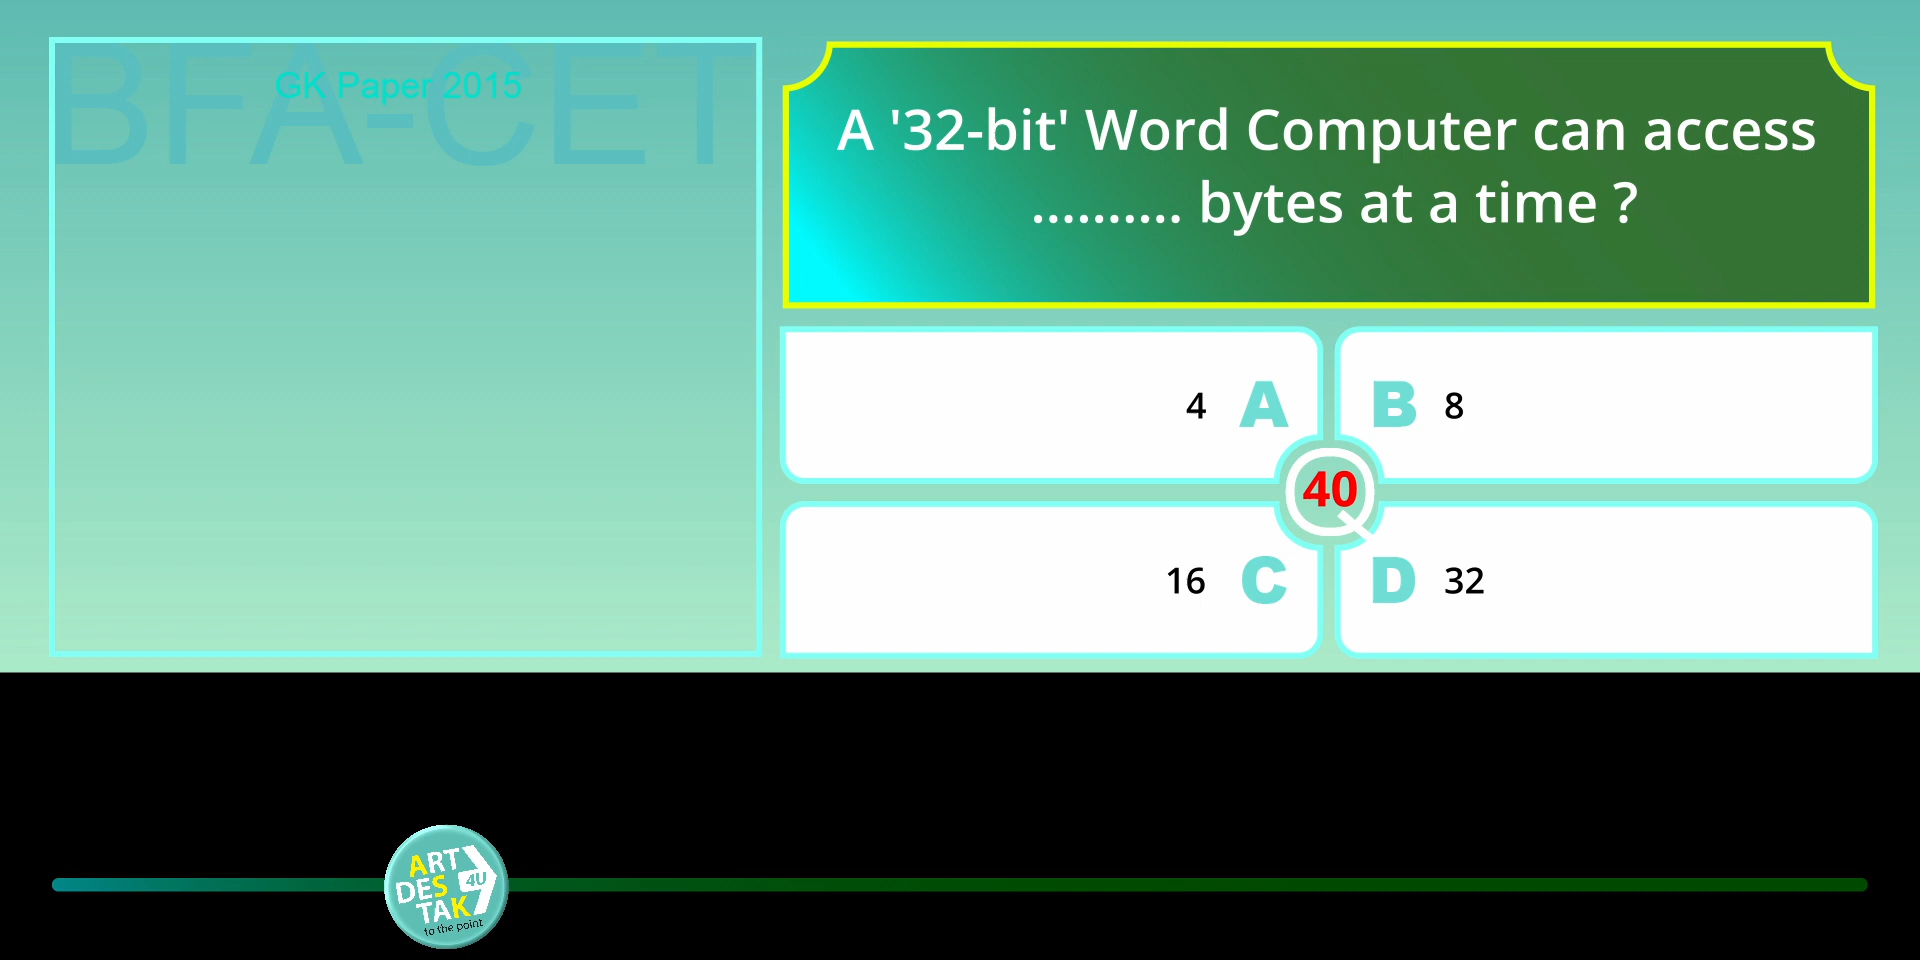 BFA-CET
GK Paper 2015
A '32-bit' Word Computer can access
.......... bytes at a time ?
4 A
B 8
40
16 C
D 32
ART
DES 4U
TAK
to the point